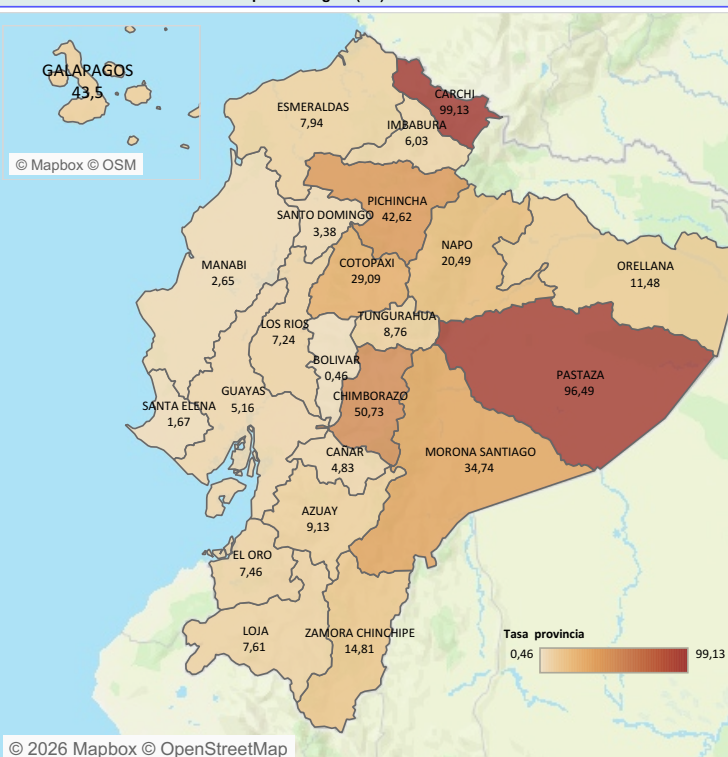 GALAPAGOS
43,5
© Mapbox © OSM
ESMERALDAS
7,94
CARCHI
99,13
IMBABURA
6,03
PICHINCHA
42,62
SANTO DOMINGO
3,38
NAPO
20,49
MANABI
2,65
COTOPAXI
29,09
ORELLANA
11,48
LOS RIOS
7,24
TUNGURAHUA
8,76
BOLIVAR
0,46
PASTAZA
96,49
GUAYAS
5,16
CHIMBORAZO
50,73
SANTA ELENA
1,67
CAÑAR
4,83
MORONA SANTIAGO
34,74
AZUAY
9,13
EL ORO
7,46
LOJA
7,61
ZAMORA CHINCHIPE
14,81
Tasa provincia
0,46 99,13
© 2026 Mapbox © OpenStreetMap